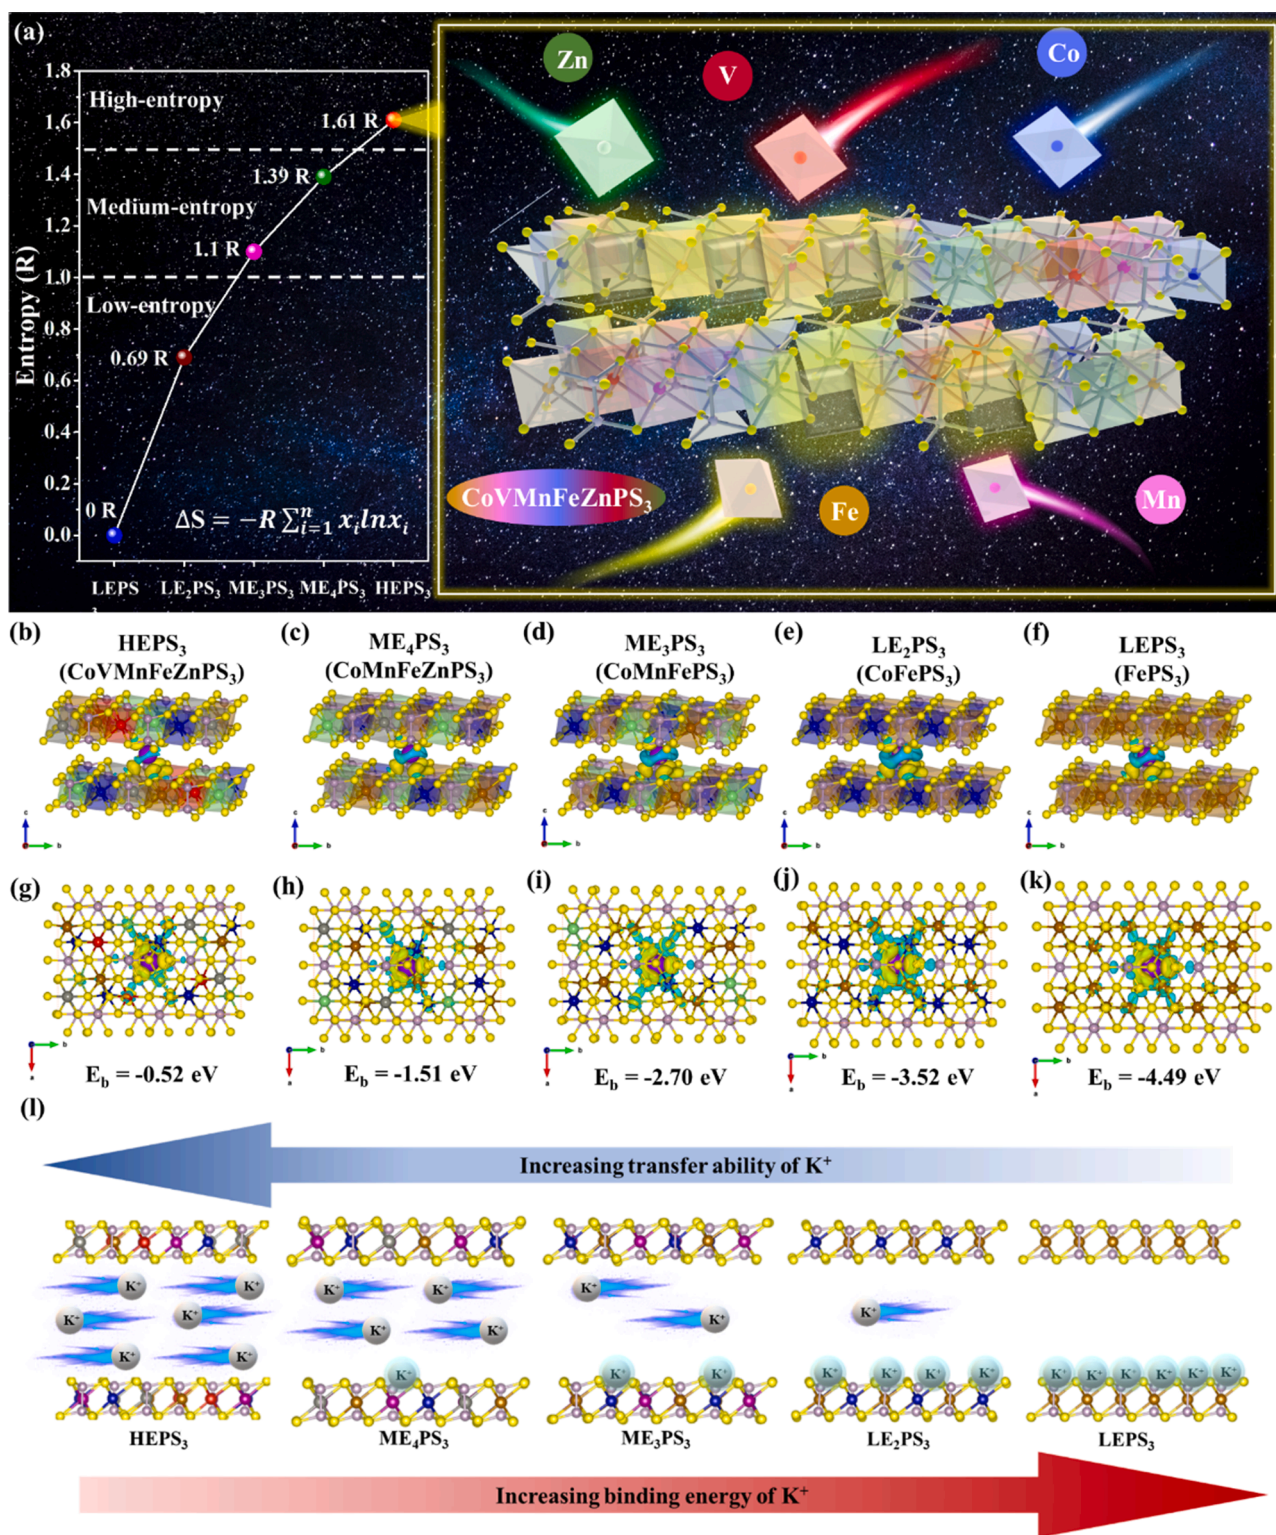 (a)
1.8
1.6
1.4
1.2
1.0
0.8
0.6
0.4
0.2
0.0
Entropy (R)
High-entropy
Medium-entropy
Low-entropy
1.61 R
1.39 R
1.1 R
0.69 R
0 R
ΔS = −R ∑ⁿᵢ₌₁ xᵢlnxᵢ
LEPS₃ LE₂PS₃ ME₃PS₃ ME₄PS₃ HEPS₃
Zn
V
Co
CoVMnFeZnPS₃
Fe
Mn
(b) (c) (d) (e) (f)
HEPS₃ ME₄PS₃ ME₃PS₃ LE₂PS₃ LEPS₃
(CoVMnFeZnPS₃) (CoMnFeZnPS₃) (CoMnFePS₃) (CoFePS₃) (FePS₃)
c c c c c
b b b b b
(g) (h) (i) (j) (k)
b b b b b
a a a a a
E_b = -0.52 eV E_b = -1.51 eV E_b = -2.70 eV E_b = -3.52 eV E_b = -4.49 eV
(l)
Increasing transfer ability of K⁺
K⁺ K⁺ K⁺ K⁺ K⁺
K⁺ K⁺ K⁺ K⁺
K⁺ K⁺ K⁺ K⁺
K⁺ K⁺ K⁺ K⁺ K⁺ K⁺ K⁺ K⁺ K⁺ K⁺ K⁺ K⁺ K⁺
HEPS₃ ME₄PS₃ ME₃PS₃ LE₂PS₃ LEPS₃
Increasing binding energy of K⁺